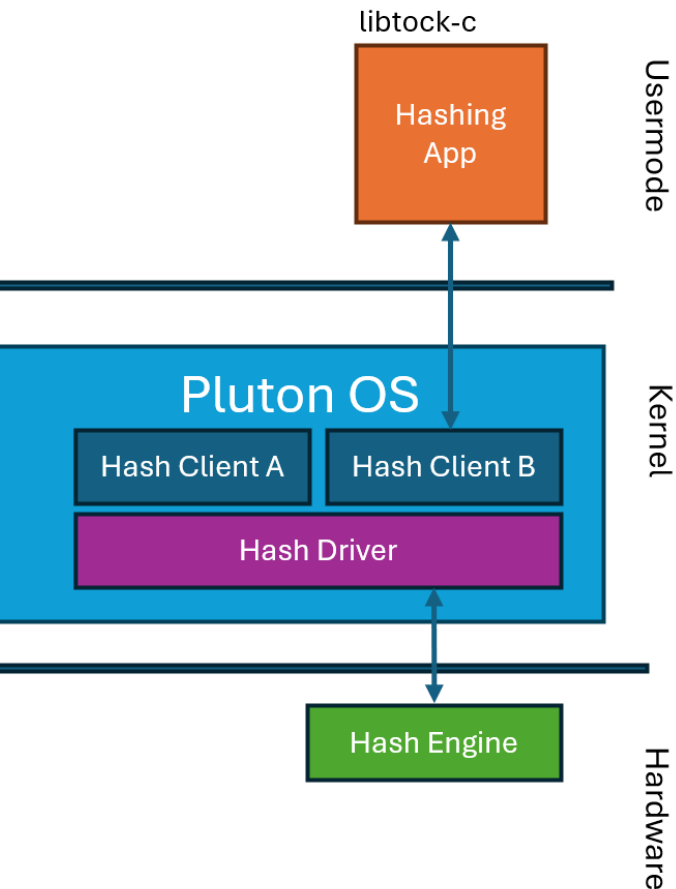 libtock-c
Hashing
App
Usermode
Pluton OS
Kernel
Hash Client A
Hash Client B
Hash Driver
Hash Engine
Hardware